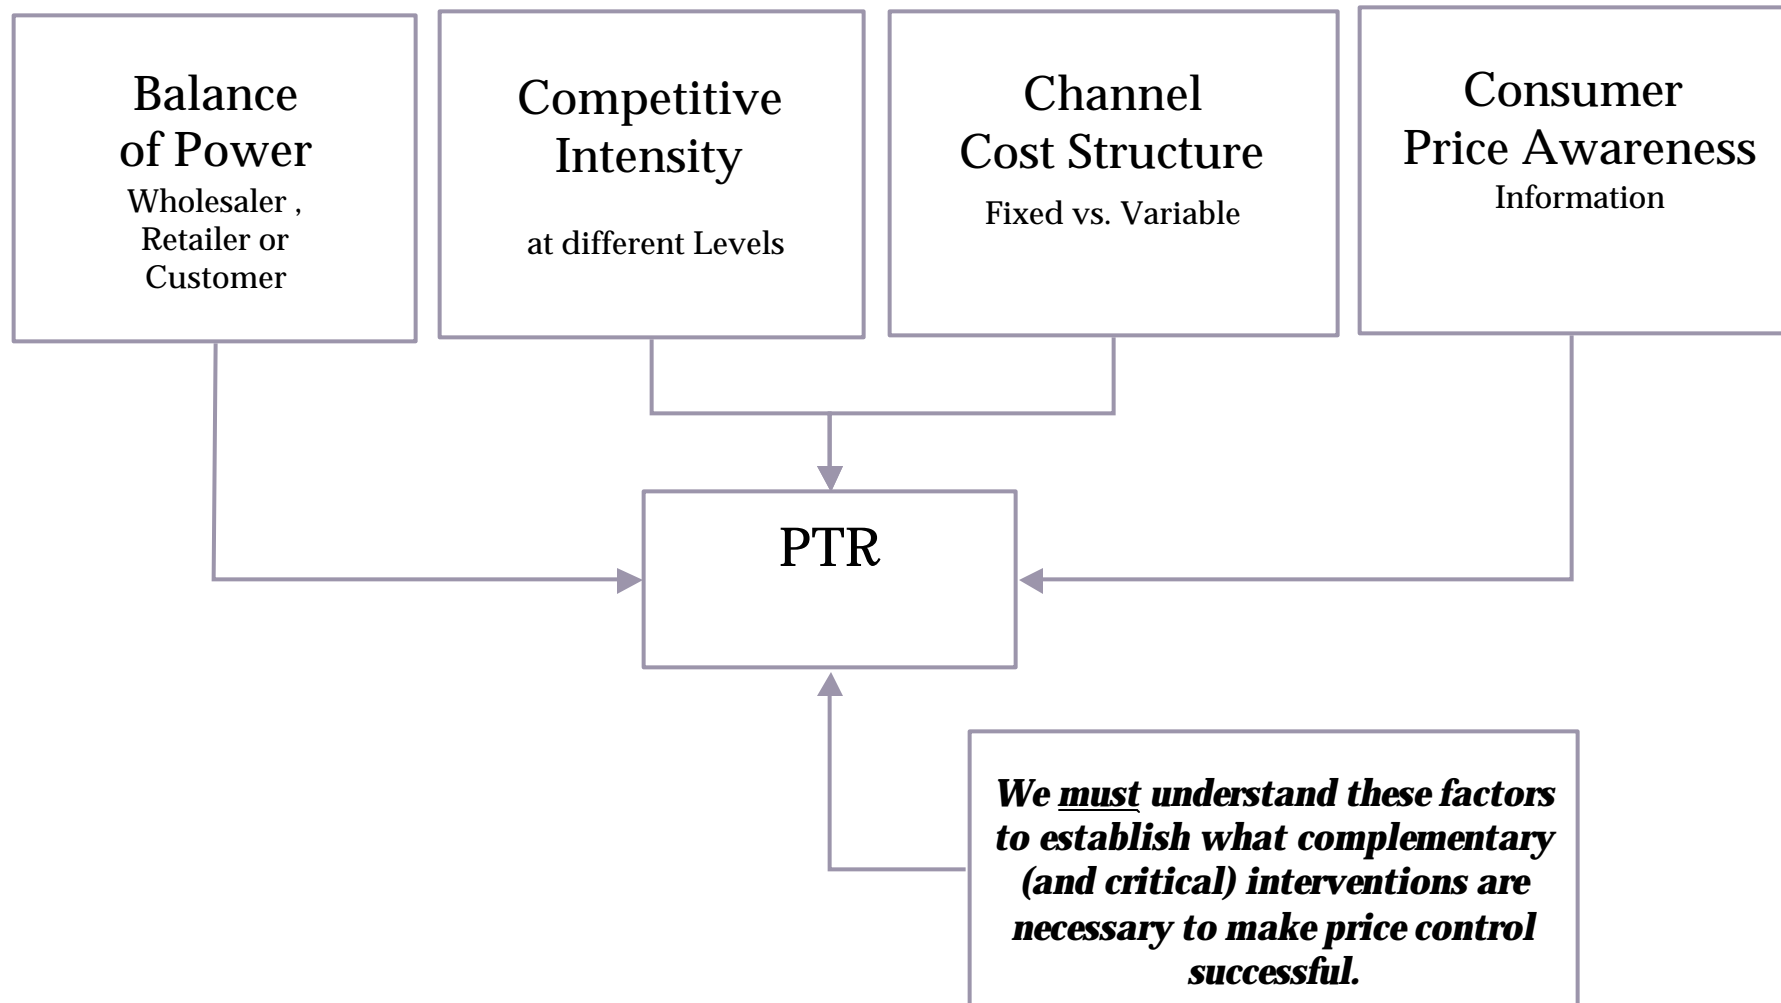 Balance
of Power
Wholesaler ,
Retailer or
Customer
Competitive
Intensity
at different Levels
Channel
Cost Structure
Fixed vs. Variable
Consumer
Price Awareness
Information
PTR
We must understand these factors
to establish what complementary
(and critical) interventions are
necessary to make price control
successful.